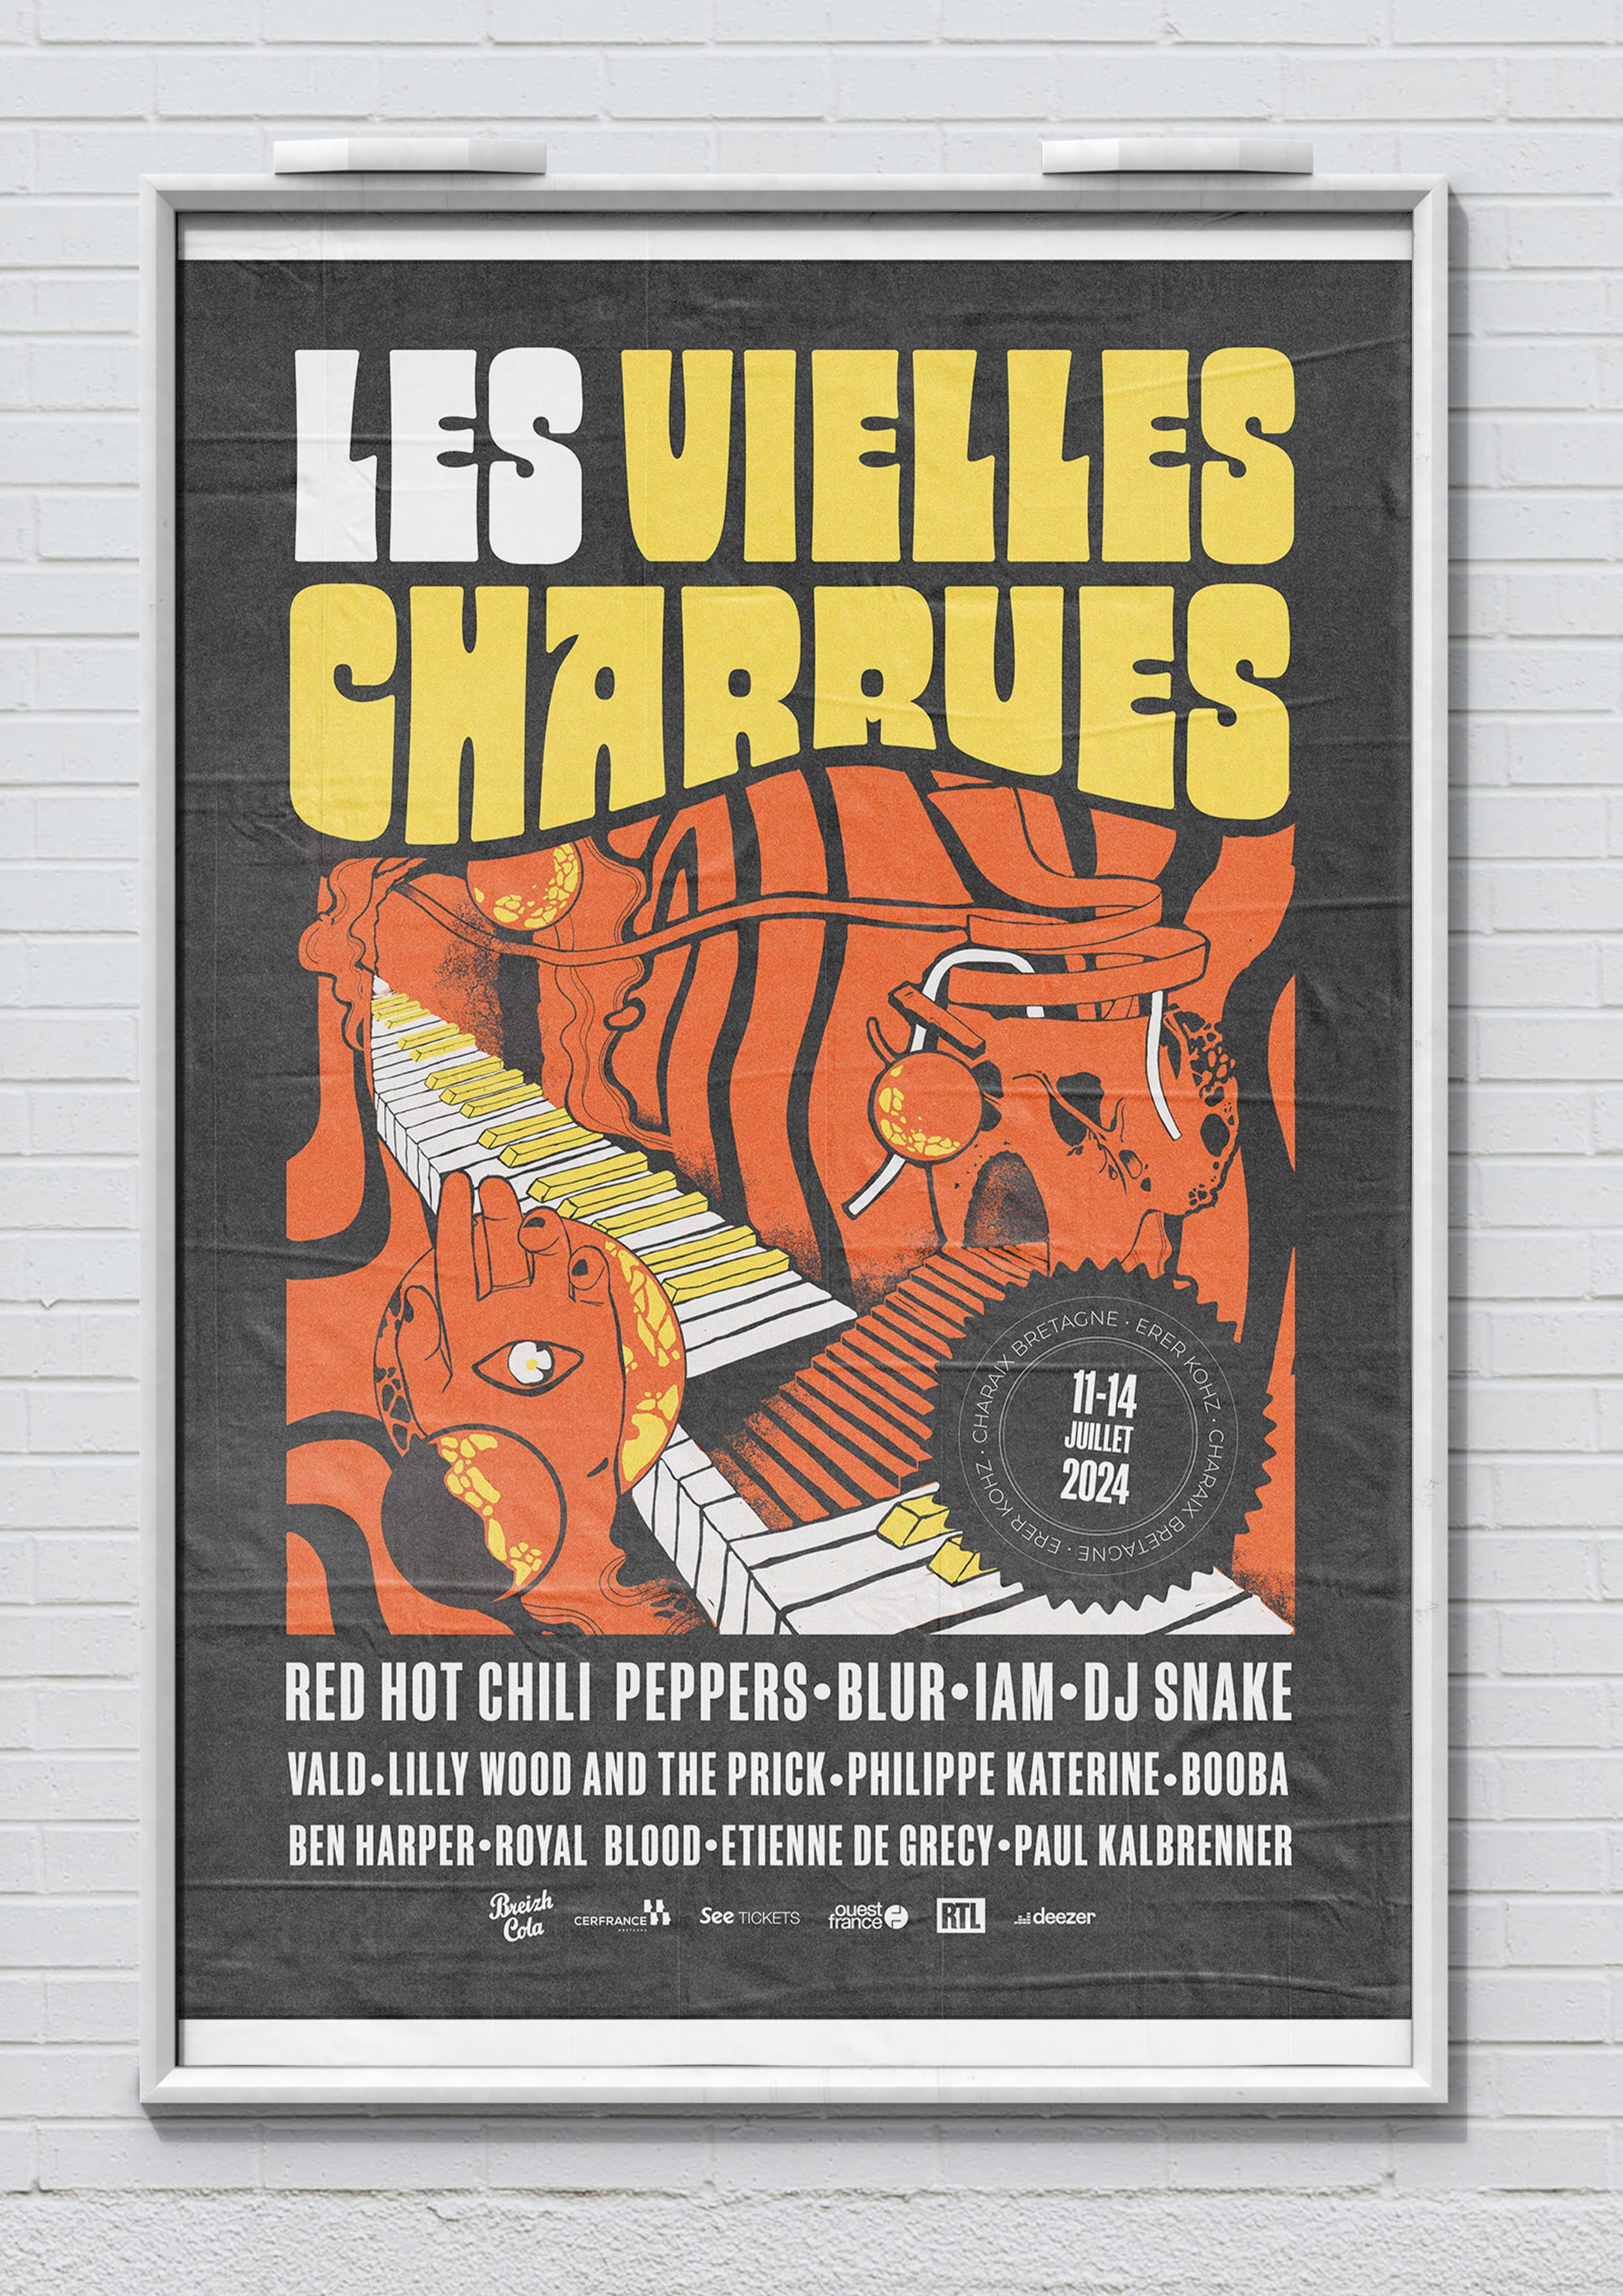 LES VIELLES
CHARRUES
CHARAIX BRETAGNE · ERER KOHZ · CHARAIX BRETAGNE · ERER KOHZ ·
11-14
JUILLET
2024
RED HOT CHILI PEPPERS•BLUR•IAM•DJ SNAKE
VALD•LILLY WOOD AND THE PRICK•PHILIPPE KATERINE•BOOBA
BEN HARPER•ROYAL BLOOD•ETIENNE DE GRECY•PAUL KALBRENNER
Breizh
Cola
CERFRANCE
BRETAGNE
See TICKETS
ouest
france
RTL
deezer